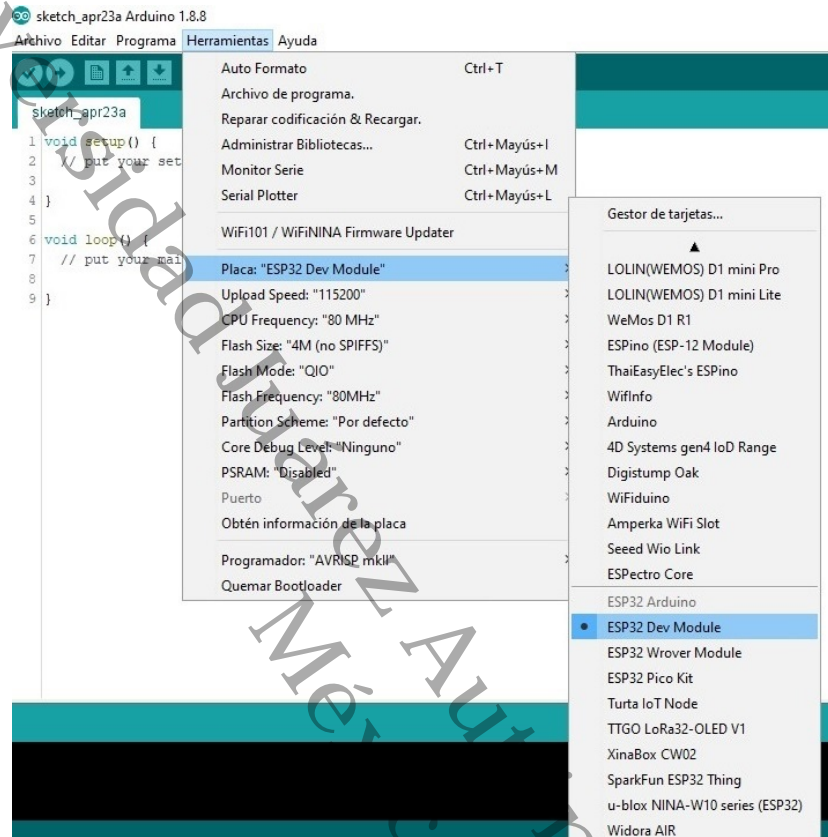 sketch_apr23a Arduino 1.8.8
Archivo Editar Programa Herramientas Ayuda
sketch_apr23a
1 void setup() {
2 // put your set
3
4 }
5
6 void loop() {
7 // put your mai
8
9 }
Auto Formato Ctrl+T
Archivo de programa.
Reparar codificación & Recargar.
Administrar Bibliotecas... Ctrl+Mayús+I
Monitor Serie Ctrl+Mayús+M
Serial Plotter Ctrl+Mayús+L
WiFi101 / WiFiNINA Firmware Updater
Placa: "ESP32 Dev Module"
Upload Speed: "115200"
CPU Frequency: "80 MHz"
Flash Size: "4M (no SPIFFS)"
Flash Mode: "QIO"
Flash Frequency: "80MHz"
Partition Scheme: "Por defecto"
Core Debug Level: "Ninguno"
PSRAM: "Disabled"
Puerto
Obtén información de la placa
Programador: "AVRISP mkII"
Quemar Bootloader
Gestor de tarjetas...
LOLIN(WEMOS) D1 mini Pro
LOLIN(WEMOS) D1 mini Lite
WeMos D1 R1
ESPino (ESP-12 Module)
ThaiEasyElec's ESPino
WifInfo
Arduino
4D Systems gen4 IoD Range
Digistump Oak
WiFiduino
Amperka WiFi Slot
Seeed Wio Link
ESPectro Core
ESP32 Arduino
ESP32 Dev Module
ESP32 Wrover Module
ESP32 Pico Kit
Turta IoT Node
TTGO LoRa32-OLED V1
XinaBox CW02
SparkFun ESP32 Thing
u-blox NINA-W10 series (ESP32)
Widora AIR
Juárez